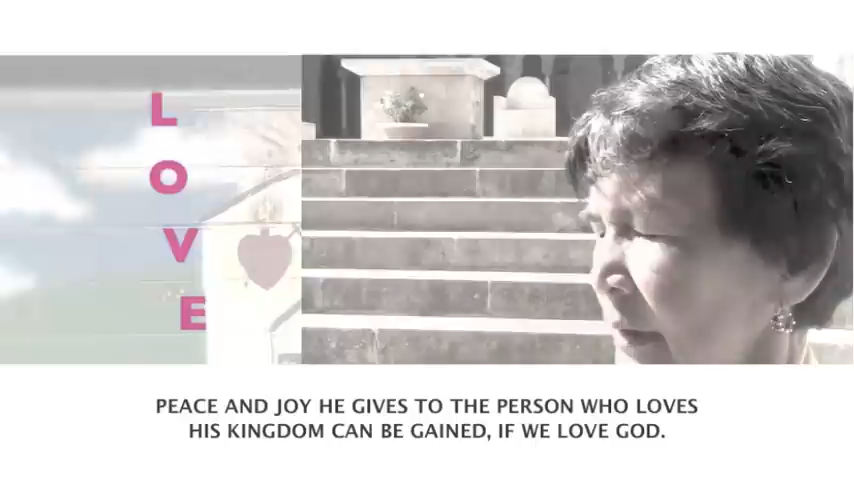 L
O
V
E
PEACE AND JOY HE GIVES TO THE PERSON WHO LOVES
HIS KINGDOM CAN BE GAINED, IF WE LOVE GOD.